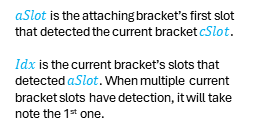 aSlot is the attaching bracket's first slot
that detected the current bracket cSlot.
Idx is the current bracket's slots that
detected aSlot. When multiple current
bracket slots have detection, it will take
note the 1st one.